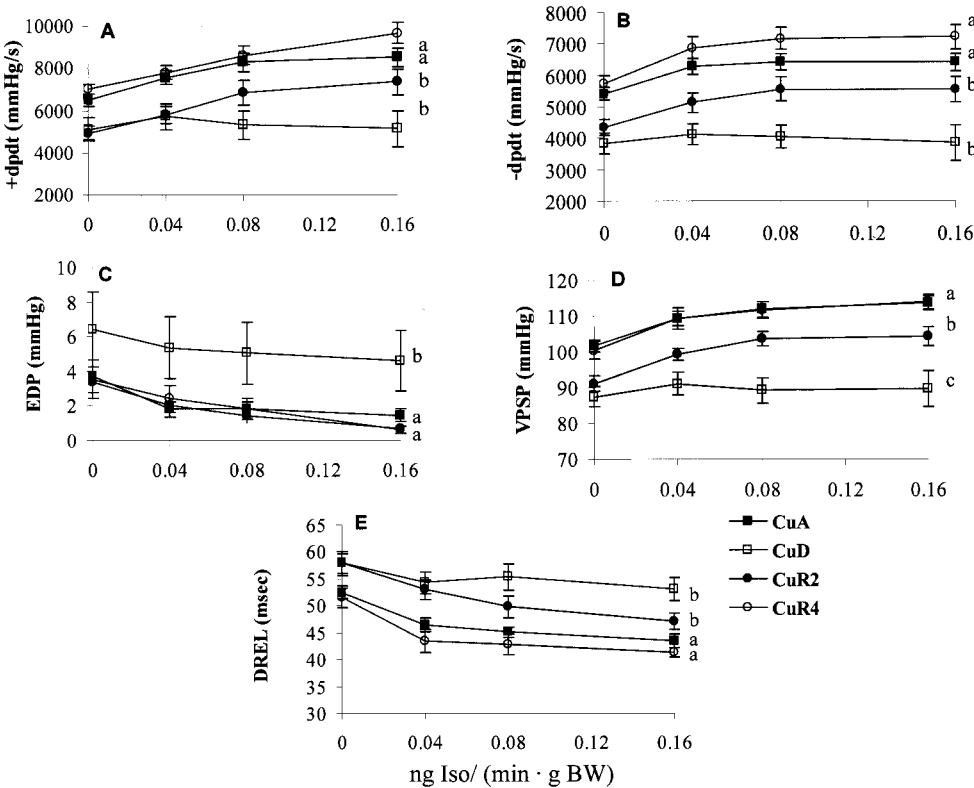 A
+dpdt (mmHg/s)
10000
8000
6000
4000
2000
0 0.04 0.08 0.12 0.16
a
a
b
b
B
-dpdt (mmHg/s)
8000
7000
6000
5000
4000
3000
2000
0 0.04 0.08 0.12 0.16
a
a
b
b
C
EDP (mmHg)
10
8
6
4
2
0
0 0.04 0.08 0.12 0.16
b
a
a
D
VPSP (mmHg)
120
110
100
90
80
70
0 0.04 0.08 0.12 0.16
a
b
c
E
DREL (msec)
65
60
55
50
45
40
35
30
0 0.04 0.08 0.12 0.16
b
b
a
a
ng Iso/ (min · g BW)
CuA
CuD
CuR2
CuR4